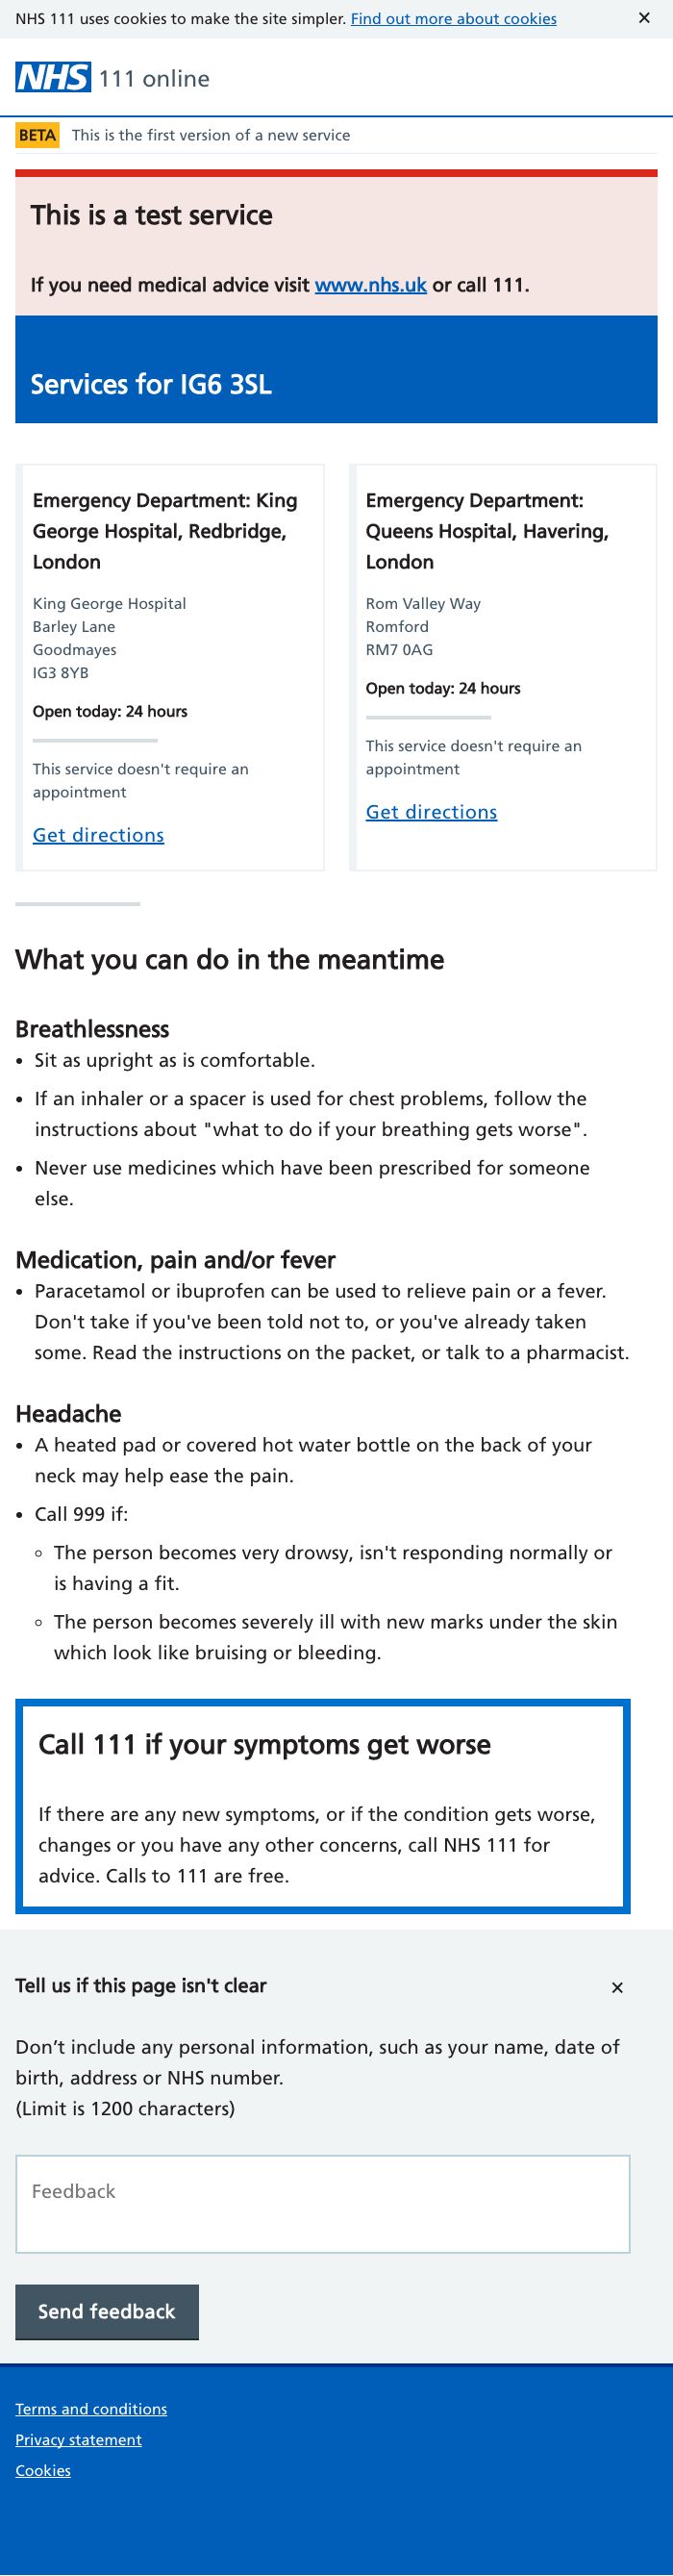 NHS 111 uses cookies to make the site simpler. Find out more about cookies ✕
NHS 111 online
BETA This is the first version of a new service
This is a test service
If you need medical advice visit www.nhs.uk or call 111.
Services for IG6 3SL
Emergency Department: King
George Hospital, Redbridge,
London
King George Hospital
Barley Lane
Goodmayes
IG3 8YB
Open today: 24 hours
This service doesn't require an
appointment
Get directions
Emergency Department:
Queens Hospital, Havering,
London
Rom Valley Way
Romford
RM7 0AG
Open today: 24 hours
This service doesn't require an
appointment
Get directions
What you can do in the meantime
Breathlessness
• Sit as upright as is comfortable.
• If an inhaler or a spacer is used for chest problems, follow the
instructions about "what to do if your breathing gets worse".
• Never use medicines which have been prescribed for someone
else.
Medication, pain and/or fever
• Paracetamol or ibuprofen can be used to relieve pain or a fever.
Don't take if you've been told not to, or you've already taken
some. Read the instructions on the packet, or talk to a pharmacist.
Headache
• A heated pad or covered hot water bottle on the back of your
neck may help ease the pain.
• Call 999 if:
◦ The person becomes very drowsy, isn't responding normally or
is having a fit.
◦ The person becomes severely ill with new marks under the skin
which look like bruising or bleeding.
Call 111 if your symptoms get worse
If there are any new symptoms, or if the condition gets worse,
changes or you have any other concerns, call NHS 111 for
advice. Calls to 111 are free.
Tell us if this page isn't clear ✕
Don’t include any personal information, such as your name, date of
birth, address or NHS number.
(Limit is 1200 characters)
Feedback
Send feedback
Terms and conditions
Privacy statement
Cookies